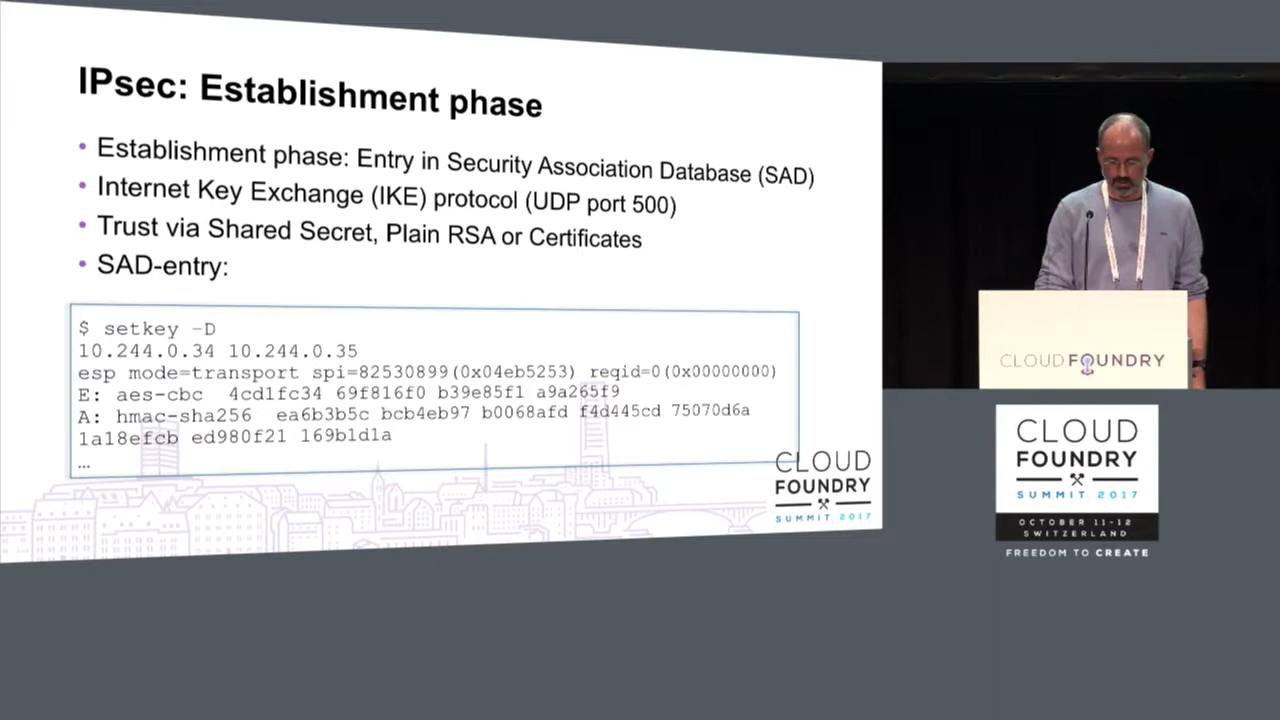 IPsec: Establishment phase
• Establishment phase: Entry in Security Association Database (SAD)
• Internet Key Exchange (IKE) protocol (UDP port 500)
• Trust via Shared Secret, Plain RSA or Certificates
• SAD-entry:
$ setkey –D
10.244.0.34 10.244.0.35
esp mode=transport spi=82530899(0x04eb5253) reqid=0(0x00000000)
E: aes-cbc 4cd1fc34 69f816f0 b39e85f1 a9a265f9
A: hmac-sha256 ea6b3b5c bcb4eb97 b0068afd f4d445cd 75070d6a
1a18efcb ed980f21 169b1d1a
…
CLOUD
FOUNDRY
SUMMIT 2017
CLOUD FOUNDRY
CLOUD
FOUNDRY
SUMMIT 2017
OCTOBER 11-12
SWITZERLAND
FREEDOM TO CREATE